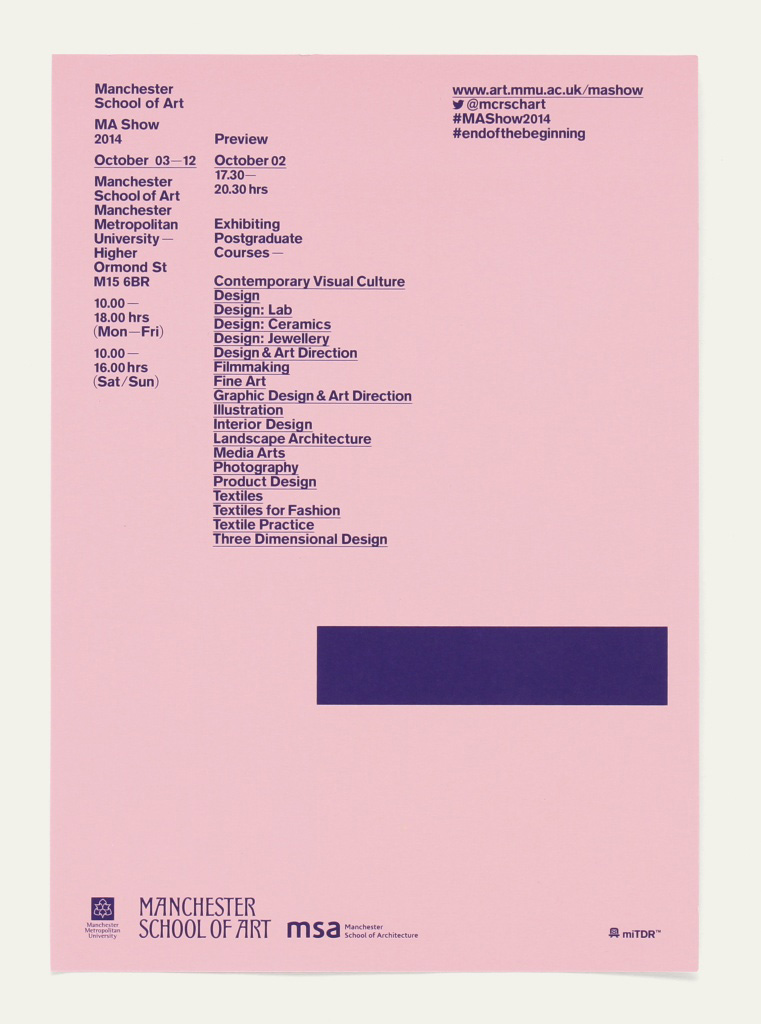 Manchester
School of Art
MA Show
2014
October 03—12
Manchester
School of Art
Manchester
Metropolitan
University—
Higher
Ormond St
M15 6BR
10.00—
18.00 hrs
(Mon—Fri)
10.00—
16.00 hrs
(Sat/Sun)
Preview
October 02
17.30—
20.30 hrs
Exhibiting
Postgraduate
Courses—
Contemporary Visual Culture
Design
Design: Lab
Design: Ceramics
Design: Jewellery
Design & Art Direction
Filmmaking
Fine Art
Graphic Design & Art Direction
Illustration
Interior Design
Landscape Architecture
Media Arts
Photography
Product Design
Textiles
Textiles for Fashion
Textile Practice
Three Dimensional Design
www.art.mmu.ac.uk/mashow
@mcrschart
#MAShow2014
#endofthebeginning
Manchester
Metropolitan
University
MANCHESTER
SCHOOL OF ART
msa
Manchester
School of Architecture
miTDR™